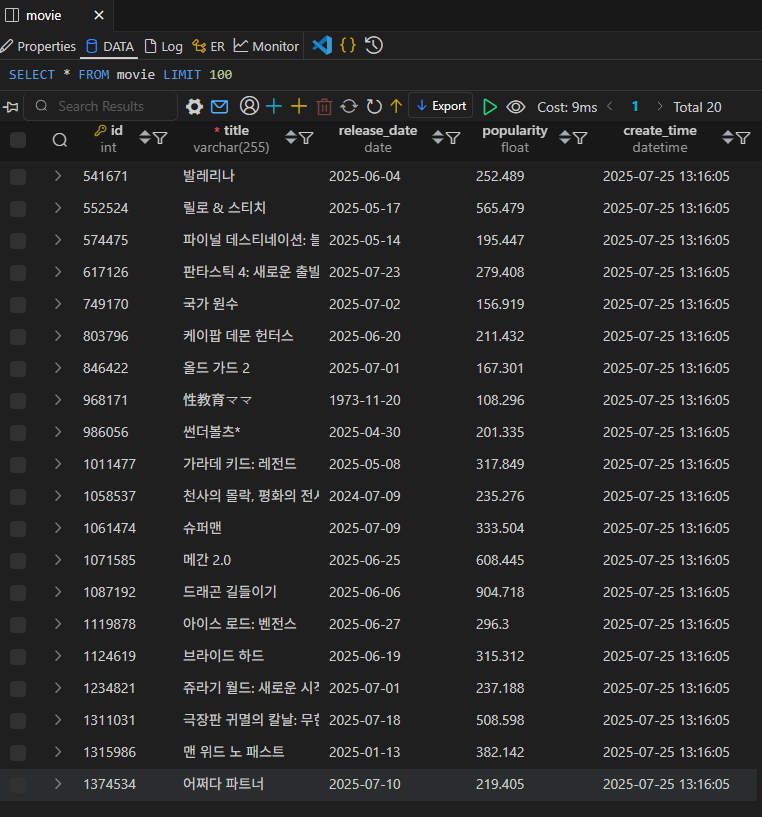 movie
Properties DATA Log ER Monitor
SELECT * FROM movie LIMIT 100
Search Results Export Cost: 9ms 1 Total 20
id * title release_date popularity create_time
int varchar(255) date float datetime
541671 발레리나 2025-06-04 252.489 2025-07-25 13:16:05
552524 릴로 & 스티치 2025-05-17 565.479 2025-07-25 13:16:05
574475 파이널 데스티네이션: 2025-05-14 195.447 2025-07-25 13:16:05
617126 판타스틱 4: 새로운 출발 2025-07-23 279.408 2025-07-25 13:16:05
749170 국가 원수 2025-07-02 156.919 2025-07-25 13:16:05
803796 케이팝 데몬 헌터스 2025-06-20 211.432 2025-07-25 13:16:05
846422 올드 가드 2 2025-07-01 167.301 2025-07-25 13:16:05
968171 性教育ママ 1973-11-20 108.296 2025-07-25 13:16:05
986056 썬더볼츠* 2025-04-30 201.335 2025-07-25 13:16:05
1011477 가라데 키드: 레전드 2025-05-08 317.849 2025-07-25 13:16:05
1058537 천사의 몰락, 평화의 2024-07-09 235.276 2025-07-25 13:16:05
1061474 슈퍼맨 2025-07-09 333.504 2025-07-25 13:16:05
1071585 메간 2.0 2025-06-25 608.445 2025-07-25 13:16:05
1087192 드래곤 길들이기 2025-06-06 904.718 2025-07-25 13:16:05
1119878 아이스 로드: 벤전스 2025-06-27 296.3 2025-07-25 13:16:05
1124619 브라이드 하드 2025-06-19 315.312 2025-07-25 13:16:05
1234821 쥬라기 월드: 새로운 2025-07-01 237.188 2025-07-25 13:16:05
1311031 극장판 귀멸의 칼날: 2025-07-18 508.598 2025-07-25 13:16:05
1315986 맨 위드 노 패스트 2025-01-13 382.142 2025-07-25 13:16:05
1374534 어쩌다 파트너 2025-07-10 219.405 2025-07-25 13:16:05